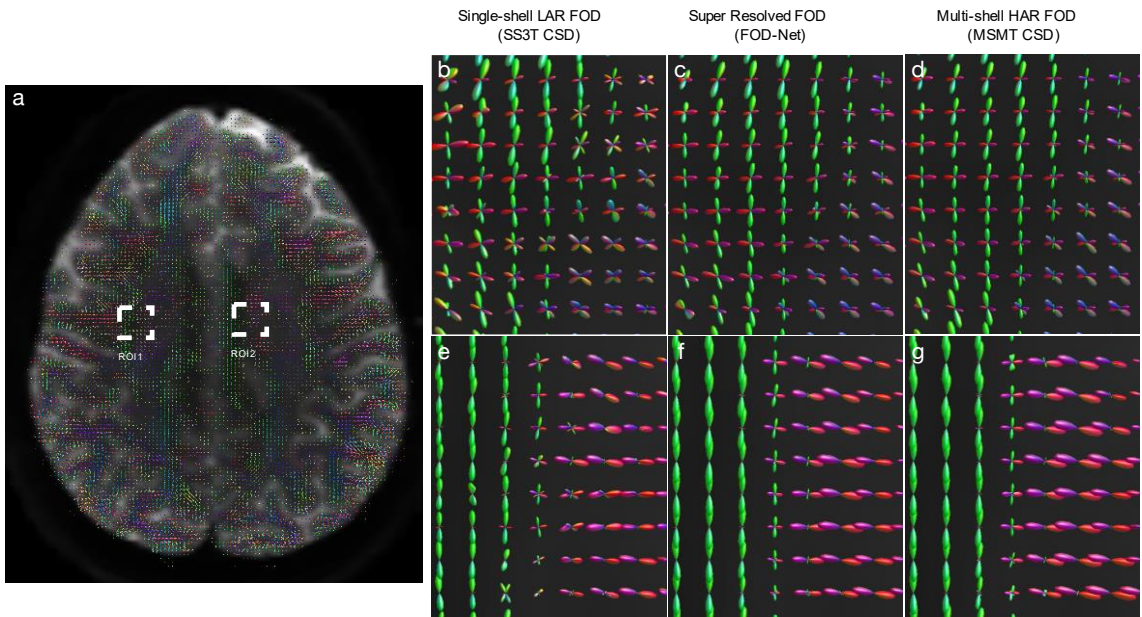 Single-shell LAR FOD
(SS3T CSD)
Super Resolved FOD
(FOD-Net)
Multi-shell HAR FOD
(MSMT CSD)
a
b
c
d
ROI1
ROI2
e
f
g